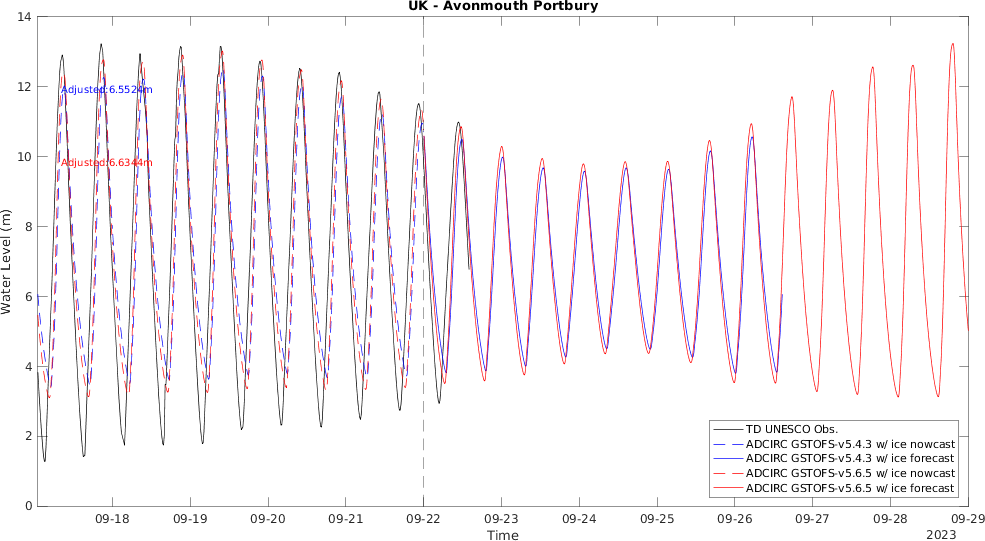 UK - Avonmouth Portbury
14
12
10
8
6
4
2
0
Water Level (m)
Adjusted:6.5524m
Adjusted:6.6344m
TD UNESCO Obs.
ADCIRC GSTOFS-v5.4.3 w/ ice nowcast
ADCIRC GSTOFS-v5.4.3 w/ ice forecast
ADCIRC GSTOFS-v5.6.5 w/ ice nowcast
ADCIRC GSTOFS-v5.6.5 w/ ice forecast
09-18 09-19 09-20 09-21 09-22 09-23 09-24 09-25 09-26 09-27 09-28 09-29
Time
2023